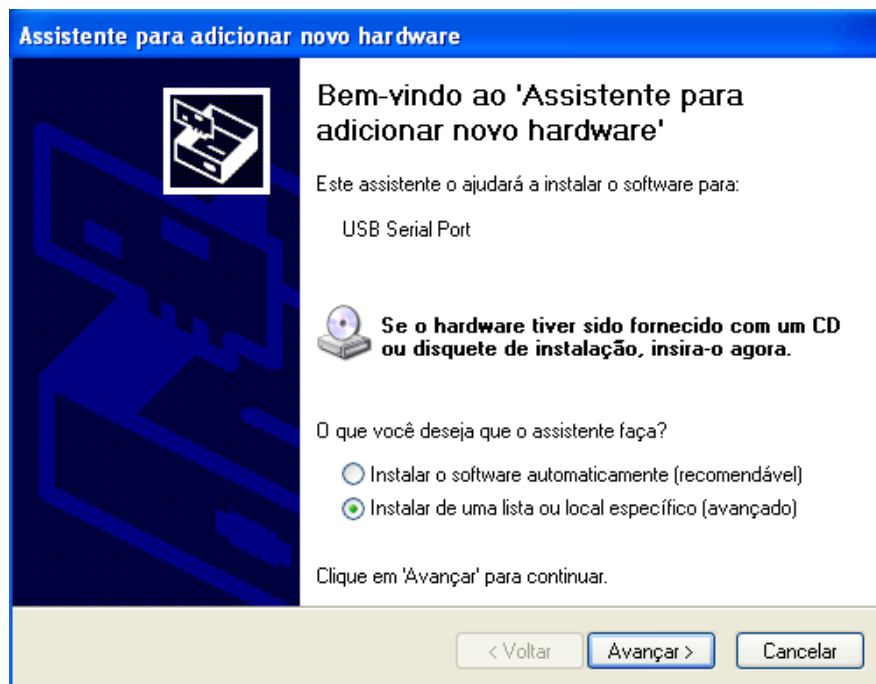 Assistente para adicionar novo hardware
Bem-vindo ao 'Assistente para
adicionar novo hardware'
Este assistente o ajudará a instalar o software para:
USB Serial Port
Se o hardware tiver sido fornecido com um CD
ou disquete de instalação, insira-o agora.
O que você deseja que o assistente faça?
Instalar o software automaticamente (recomendável)
Instalar de uma lista ou local específico (avançado)
Clique em 'Avançar' para continuar.
< Voltar Avançar > Cancelar